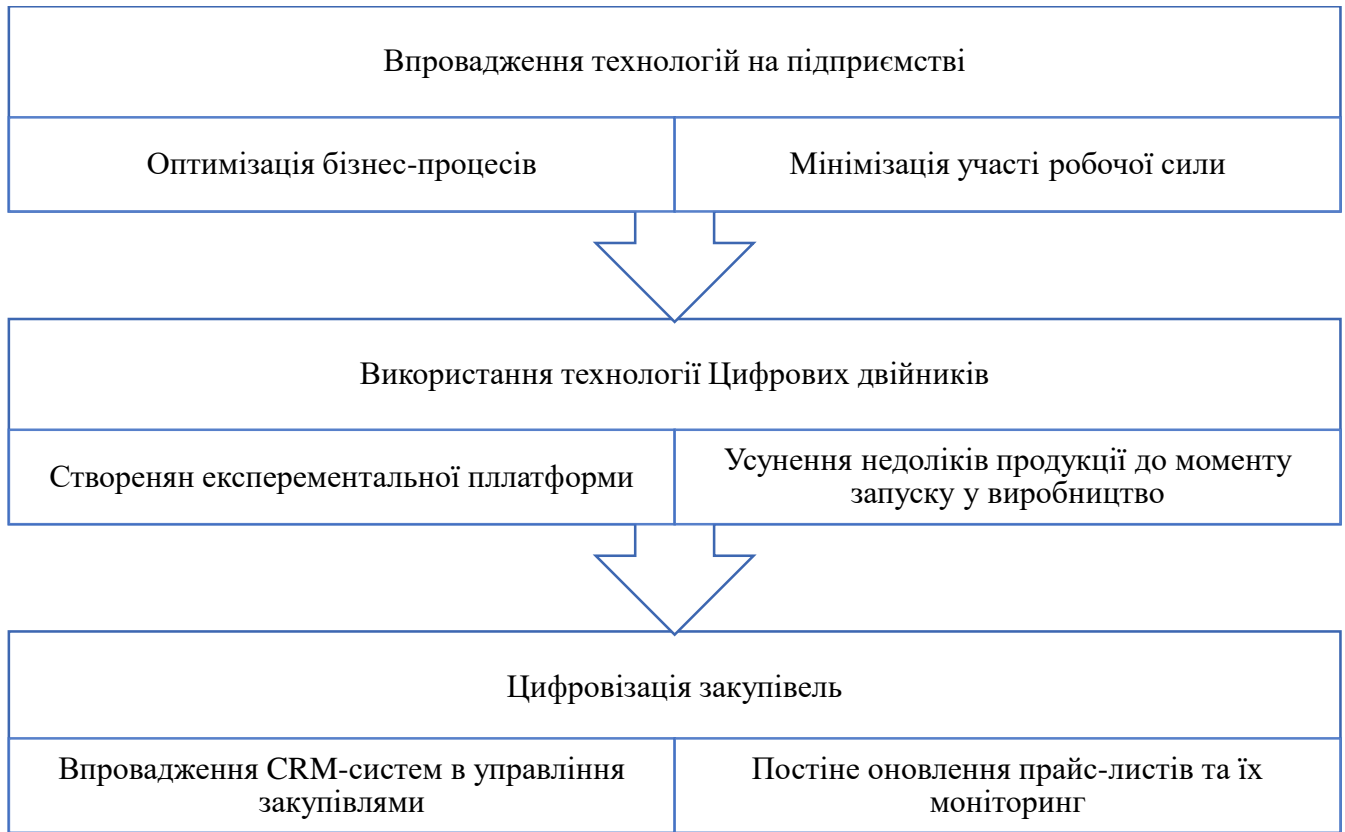 Впровадження технологій на підприємстві
Оптимізація бізнес-процесів
Мінімізація участі робочої сили
Використання технології Цифрових двійників
Створенян експерементальної пллатформи
Усунення недоліків продукції до моменту
запуску у виробництво
Цифровізація закупівель
Впровадження CRM-систем в управління
закупівлями
Постіне оновлення прайс-листів та їх
моніторинг